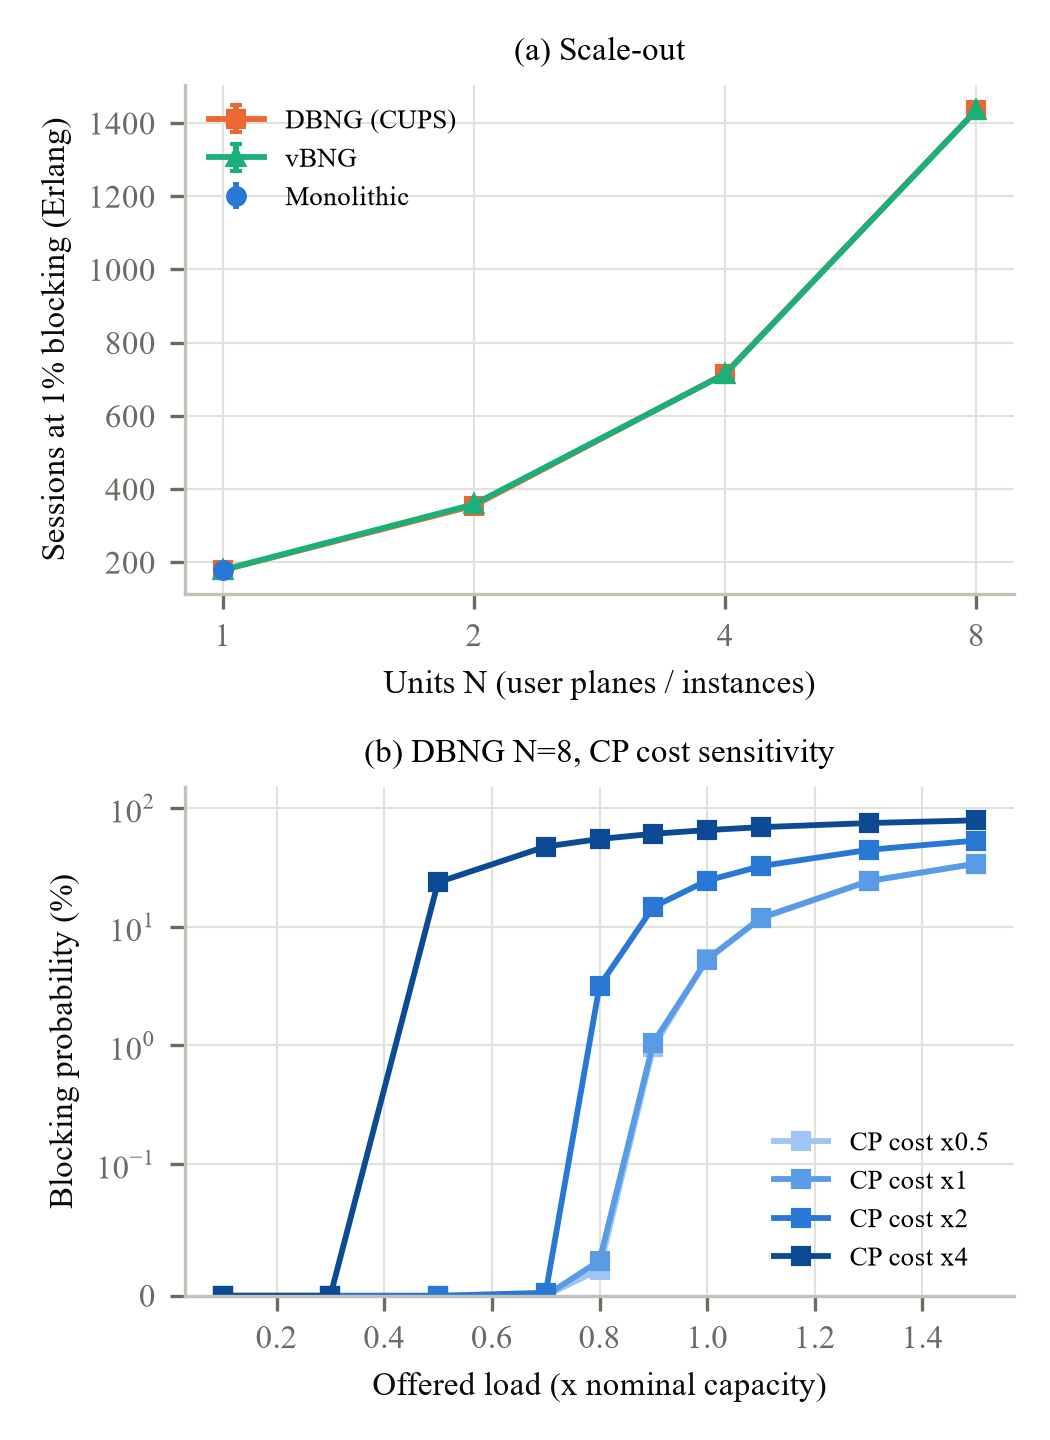 (a) Scale-out
Sessions at 1% blocking (Erlang)
1400
1200
1000
800
600
400
200
DBNG (CUPS)
vBNG
Monolithic
1 2 4 8
Units N (user planes / instances)
(b) DBNG N=8, CP cost sensitivity
Blocking probability (%)
10²
10¹
10⁰
10⁻¹
0
CP cost x0.5
CP cost x1
CP cost x2
CP cost x4
0.2 0.4 0.6 0.8 1.0 1.2 1.4
Offered load (x nominal capacity)